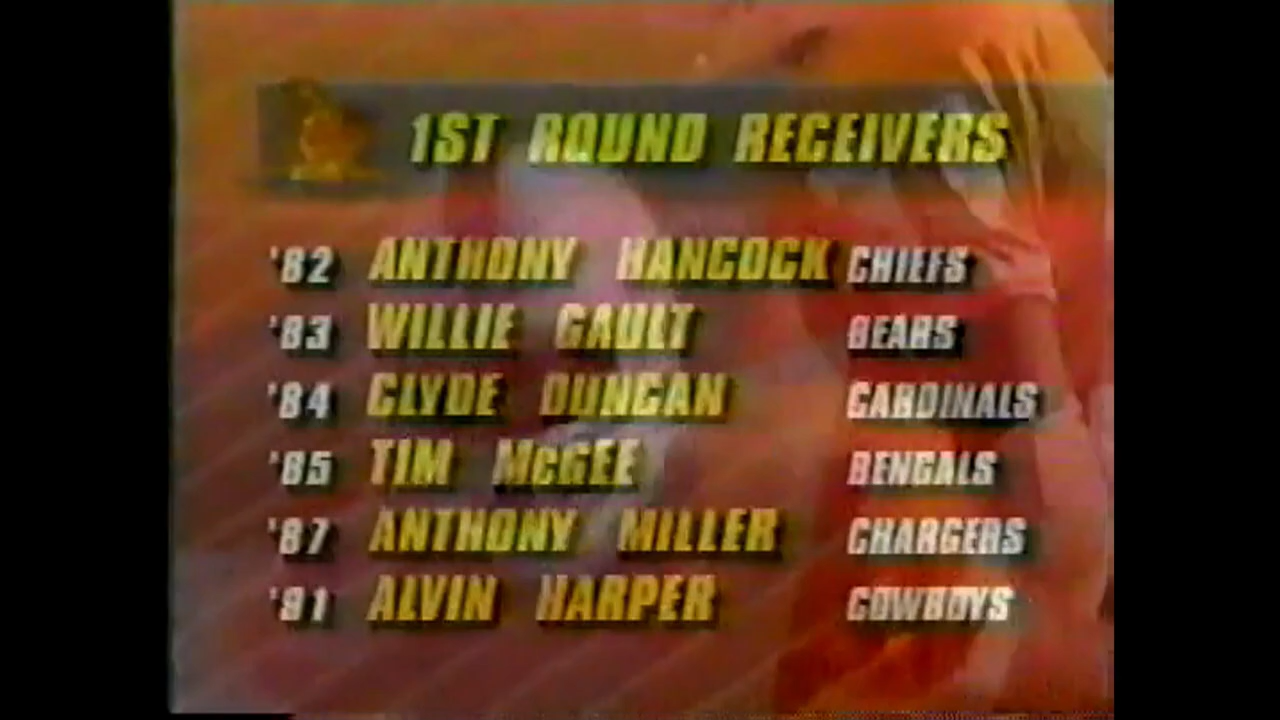 1ST ROUND RECEIVERS
'82 ANTHONY HANCOCK CHIEFS
'83 WILLIE GAULT BEARS
'84 CLYDE DUNCAN CARDINALS
'85 TIM McGEE BENGALS
'87 ANTHONY MILLER CHARGERS
'91 ALVIN HARPER COWBOYS